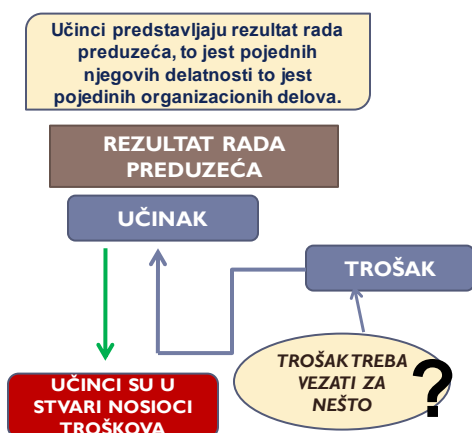 Učinci predstavljaju rezultat rada
preduzeća, to jest pojednih
njegovih delatnosti to jest
pojedinih organizacionih delova.
REZULTAT RADA
PREDUZEĆA
UČINAK
TROŠAK
TROŠAK TREBA
VEZATI ZA
NEŠTO
?
UČINCI SU U
STVARI NOSIOCI
TROŠKOVA